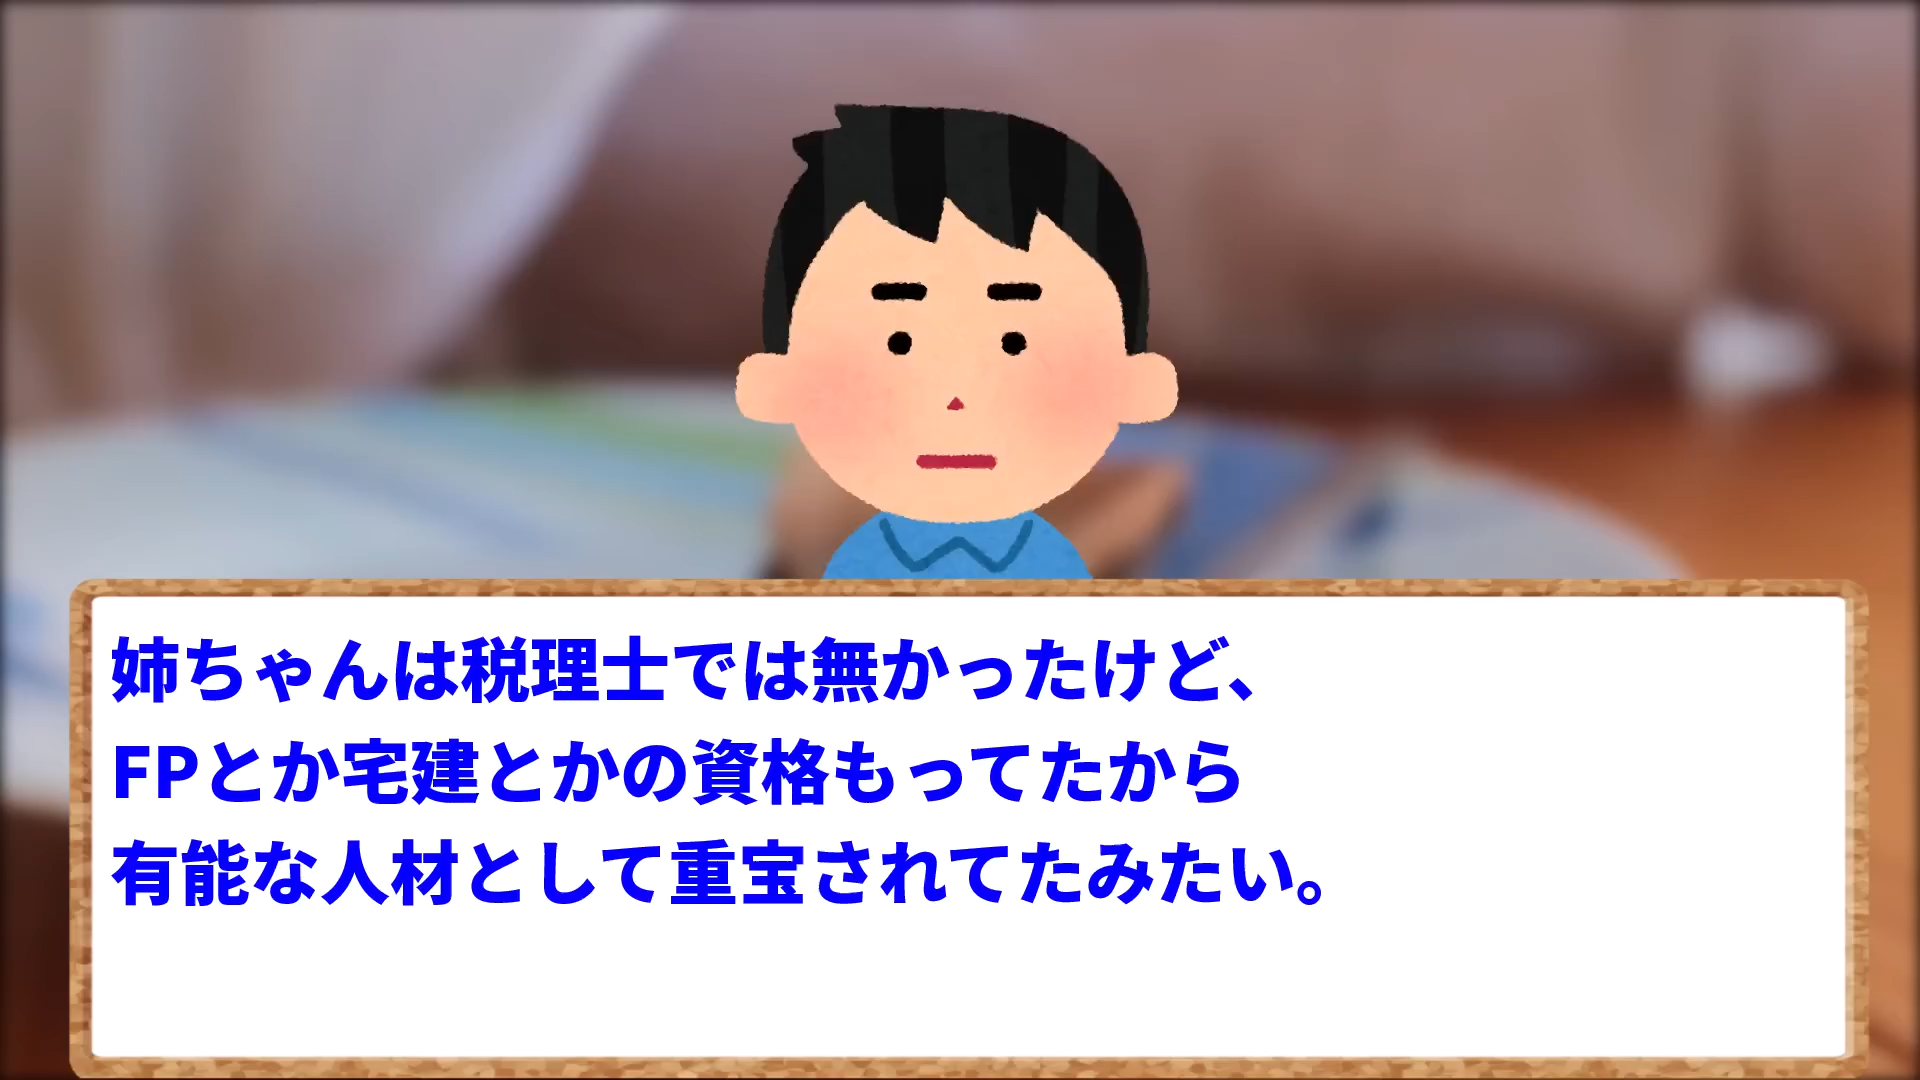 姉ちゃんは税理士では無かったけど、
FPとか宅建とかの資格もってたから
有能な人材として重宝されてたみたい。